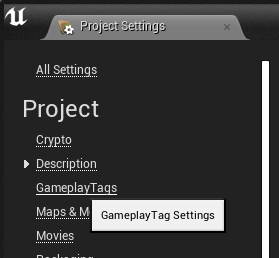 Project Settings
All Settings
Project
Crypto
Description
GameplayTags
Maps & M
GameplayTag Settings
Movies